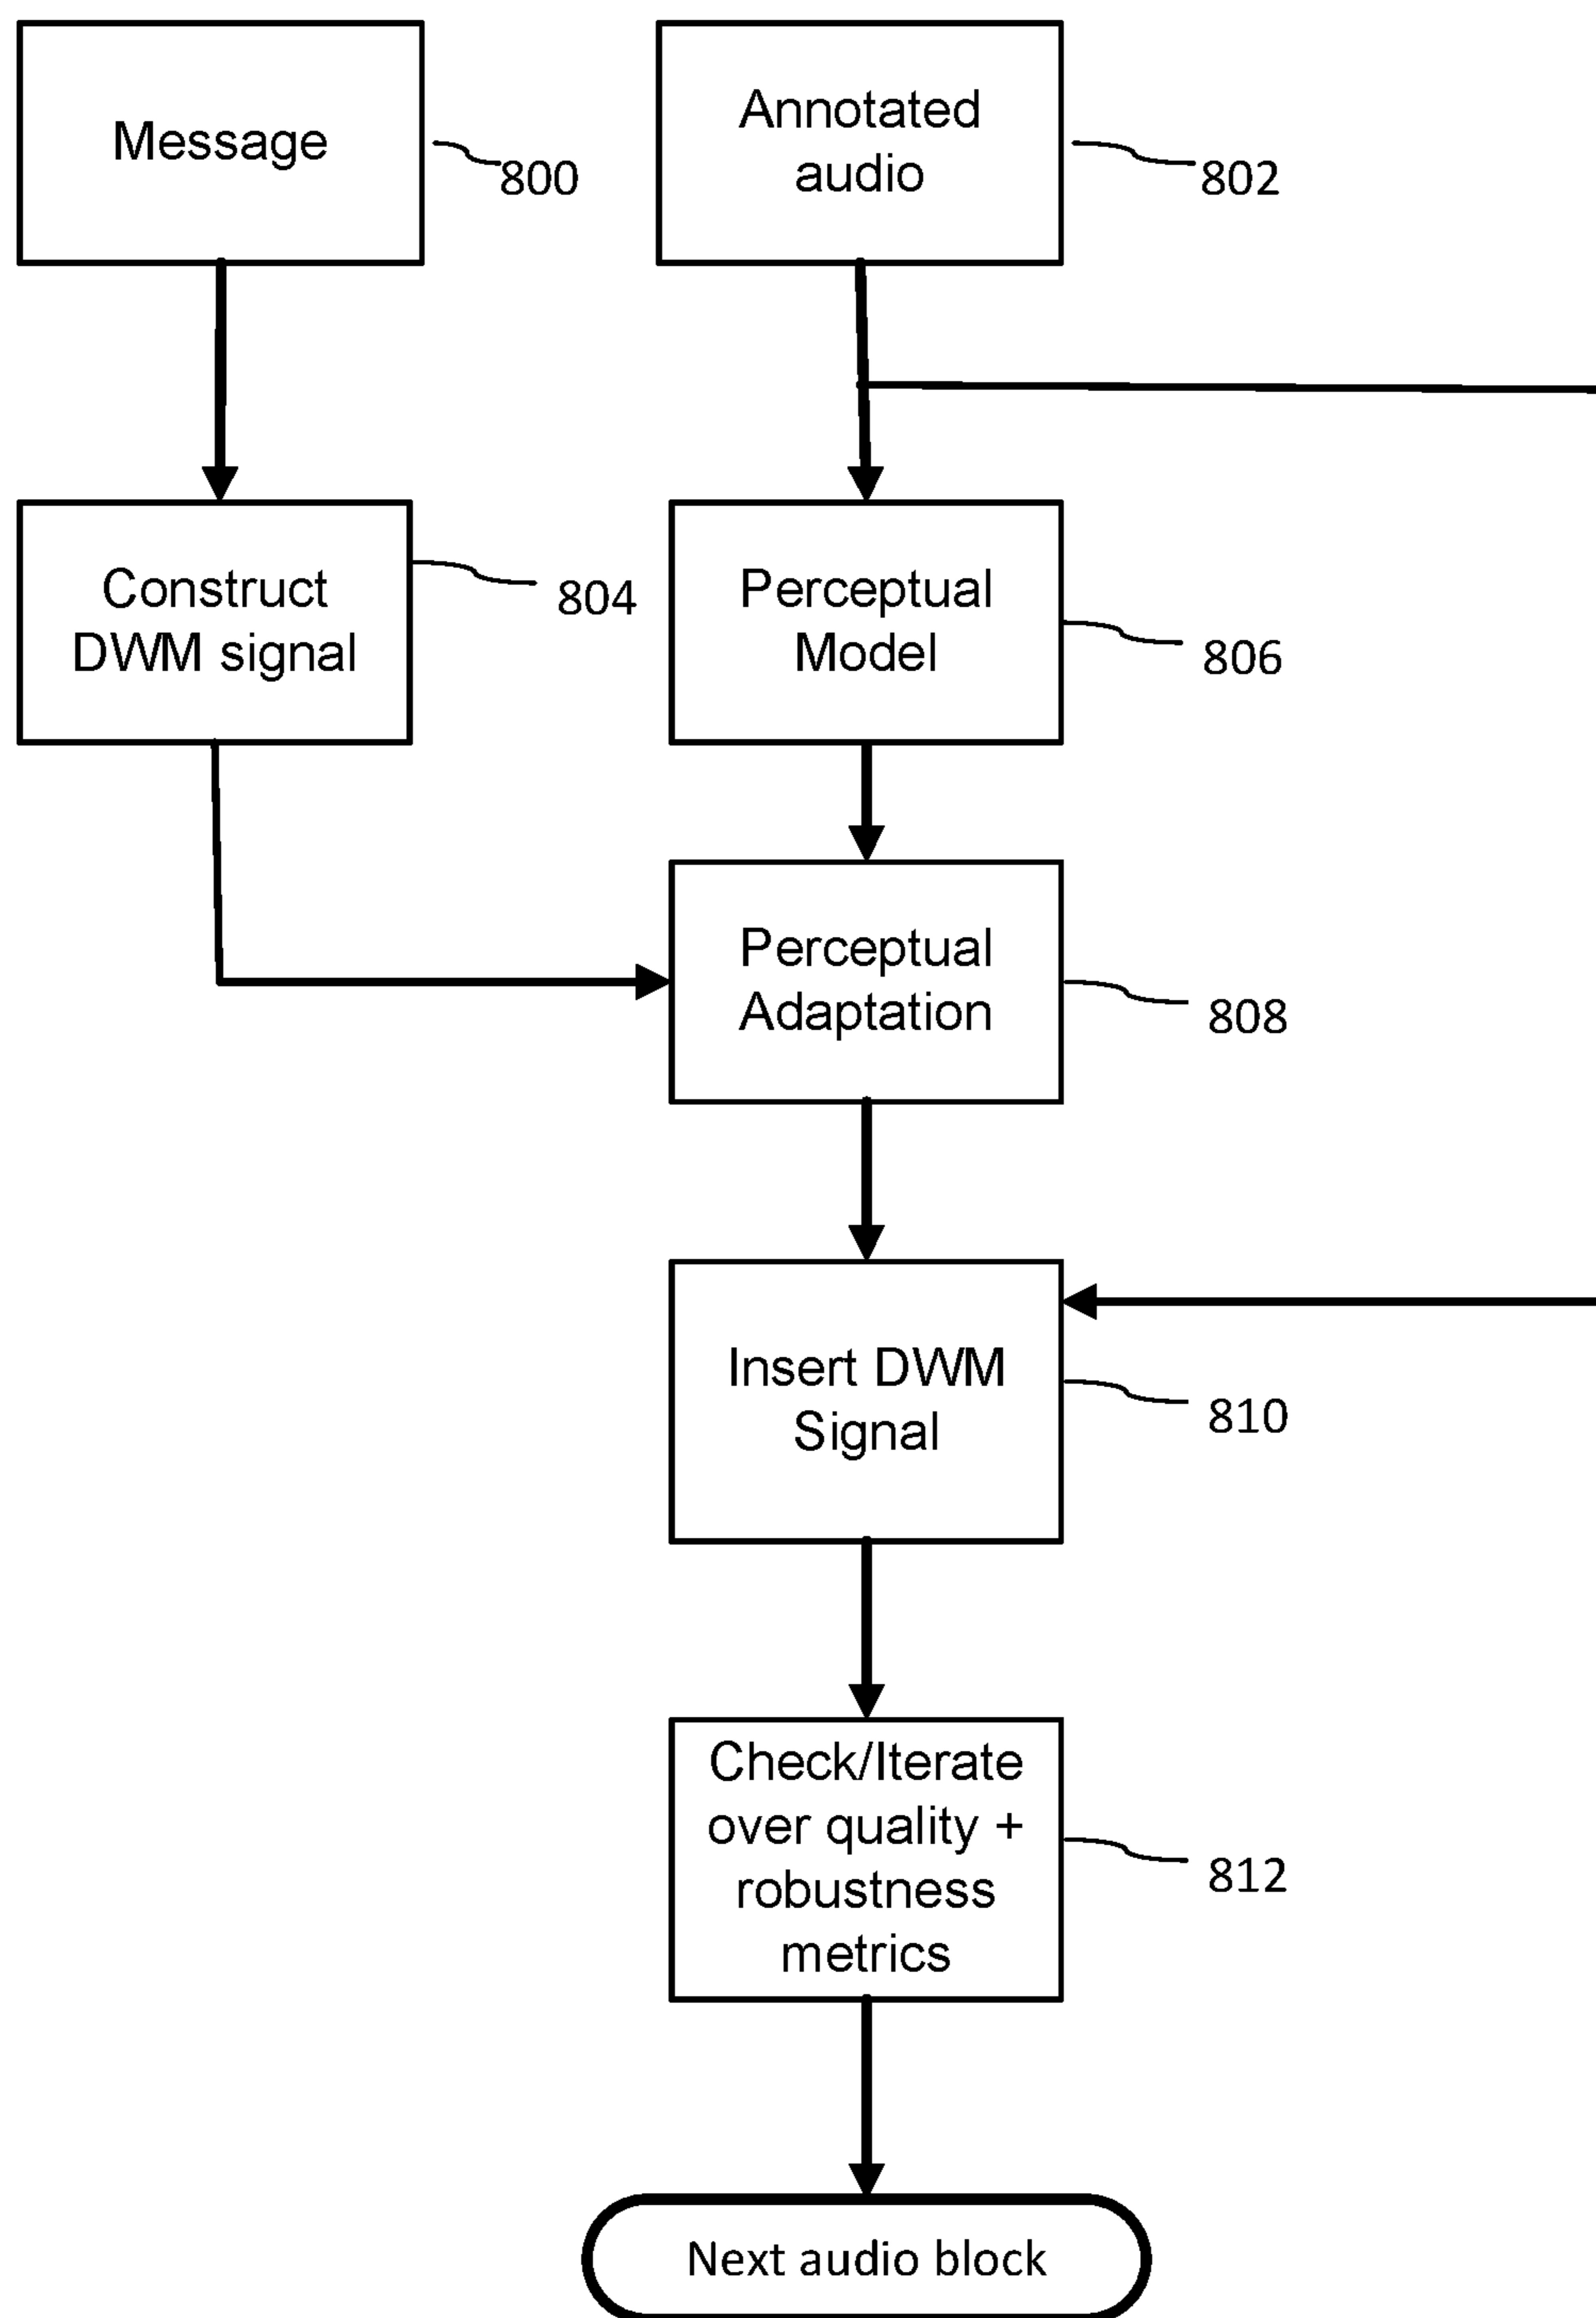 Message
800
Annotated
audio
802
Construct
DWM signal
804
Perceptual
Model
806
Perceptual
Adaptation
808
Insert DWM
Signal
810
Check/Iterate
over quality +
robustness
metrics
812
Next audio block